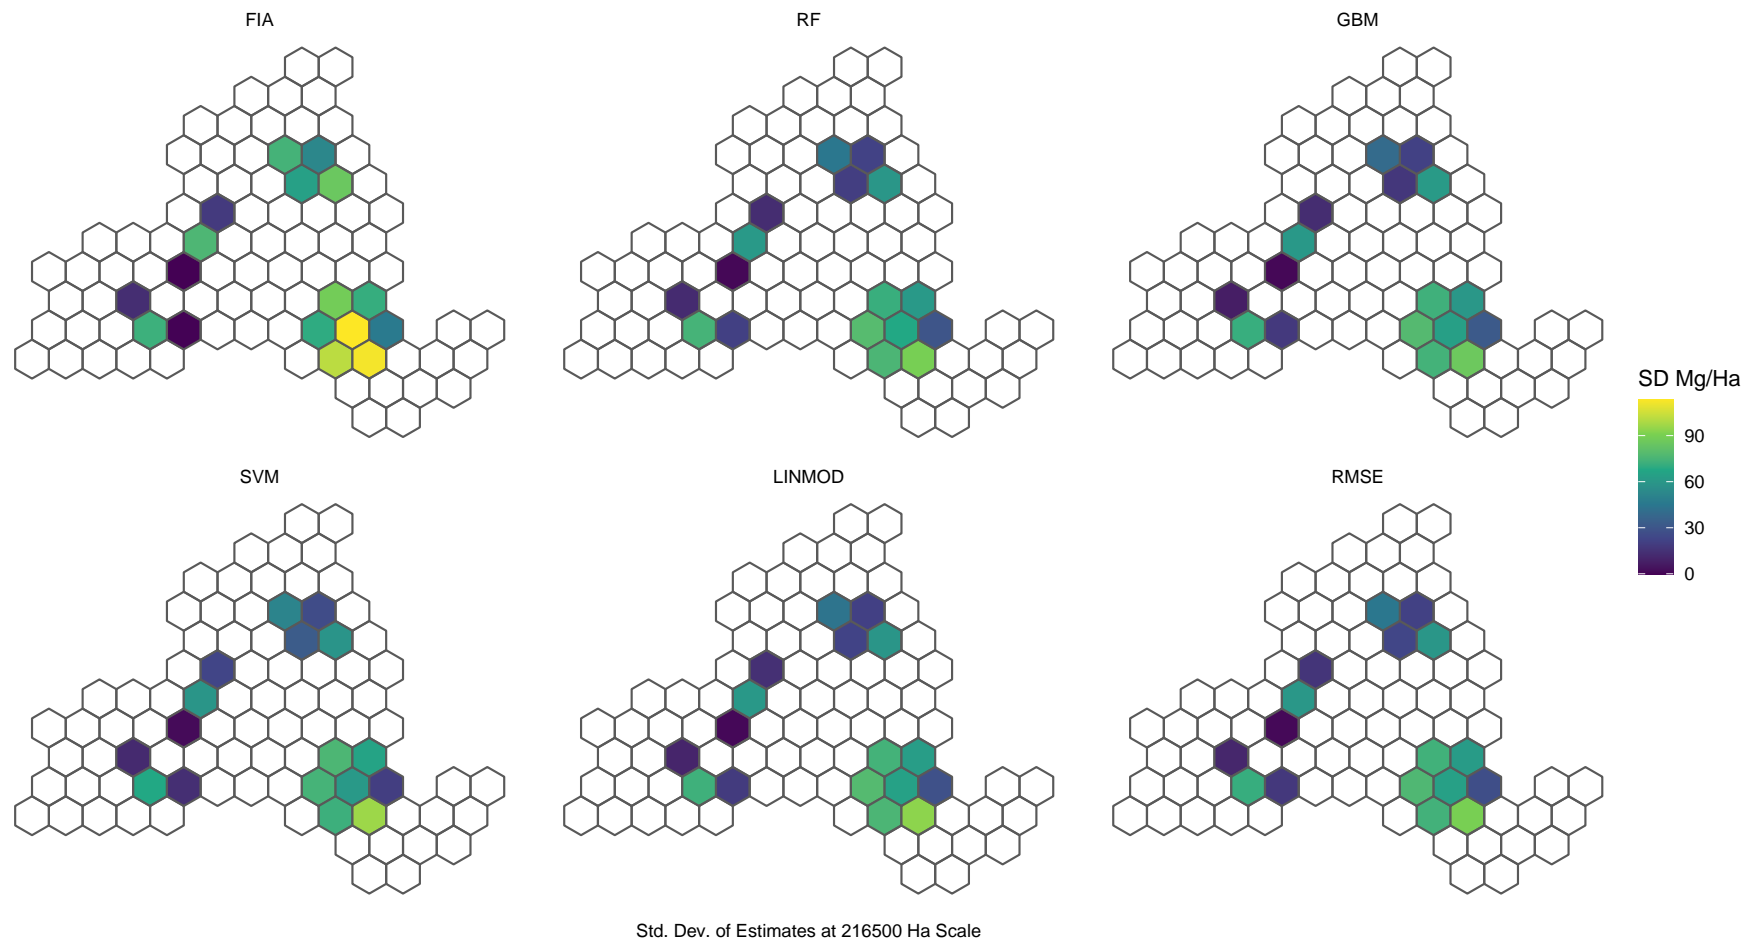 FIA
RF
GBM
SD Mg/Ha
90
60
30
0
SVM
LINMOD
RMSE
Std. Dev. of Estimates at 216500 Ha Scale